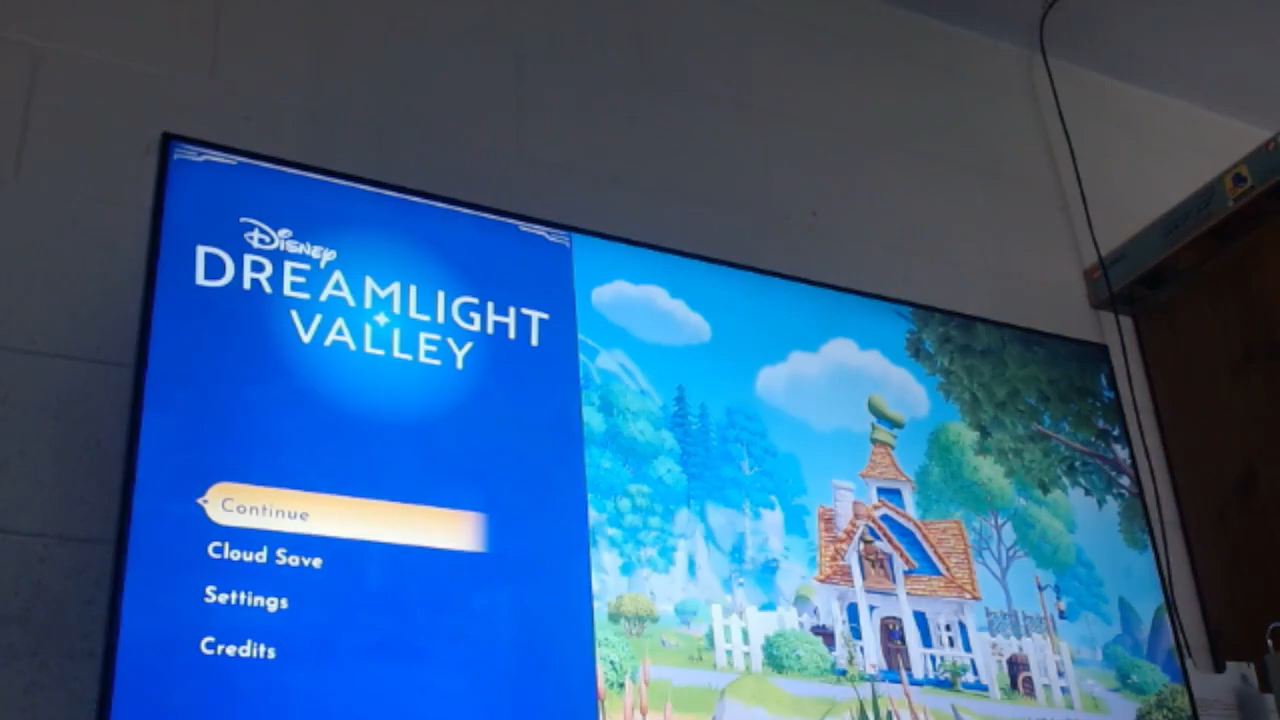 Disney
DREAMLIGHT
VALLEY
Continue
Cloud Save
Settings
Credits